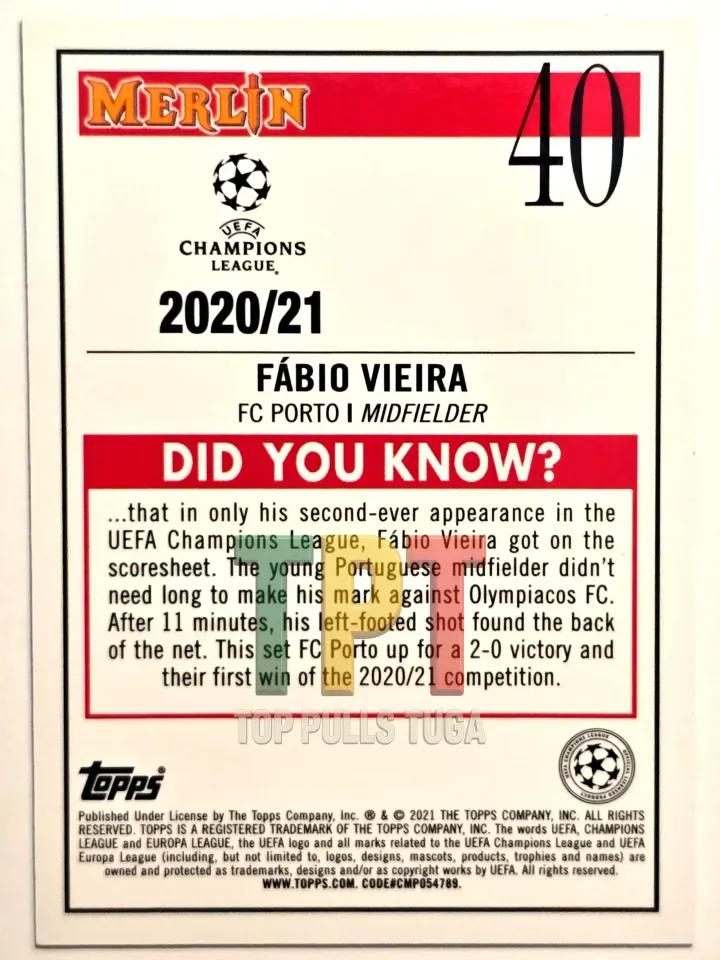 MERLIN
40
UEFA
CHAMPIONS
LEAGUE®
2020/21
FÁBIO VIEIRA
FC PORTO I MIDFIELDER
DID YOU KNOW?
...that in only his second-ever appearance in the
UEFA Champions League, Fábio Vieira got on the
scoresheet. The young Portuguese midfielder didn't
need long to make his mark against Olympiacos FC.
After 11 minutes, his left-footed shot found the back
of the net. This set FC Porto up for a 2-0 victory and
their first win of the 2020/21 competition.
TPT
TOP PULLS TUGA
topps®
UEFA CHAMPIONS LEAGUE OFFICIAL LICENSED PRODUCT
Published Under License by The Topps Company, Inc. ® & © 2021 THE TOPPS COMPANY, INC. ALL RIGHTS
RESERVED. TOPPS IS A REGISTERED TRADEMARK OF THE TOPPS COMPANY, INC. The words UEFA, CHAMPIONS
LEAGUE and EUROPA LEAGUE, the UEFA logo and all marks related to the UEFA Champions League and UEFA
Europa League (including, but not limited to, logos, designs, mascots, products, trophies and names) are
owned and protected as trademarks, designs and/or as copyright works by UEFA. All rights reserved.
WWW.TOPPS.COM. CODE#CMP054789.